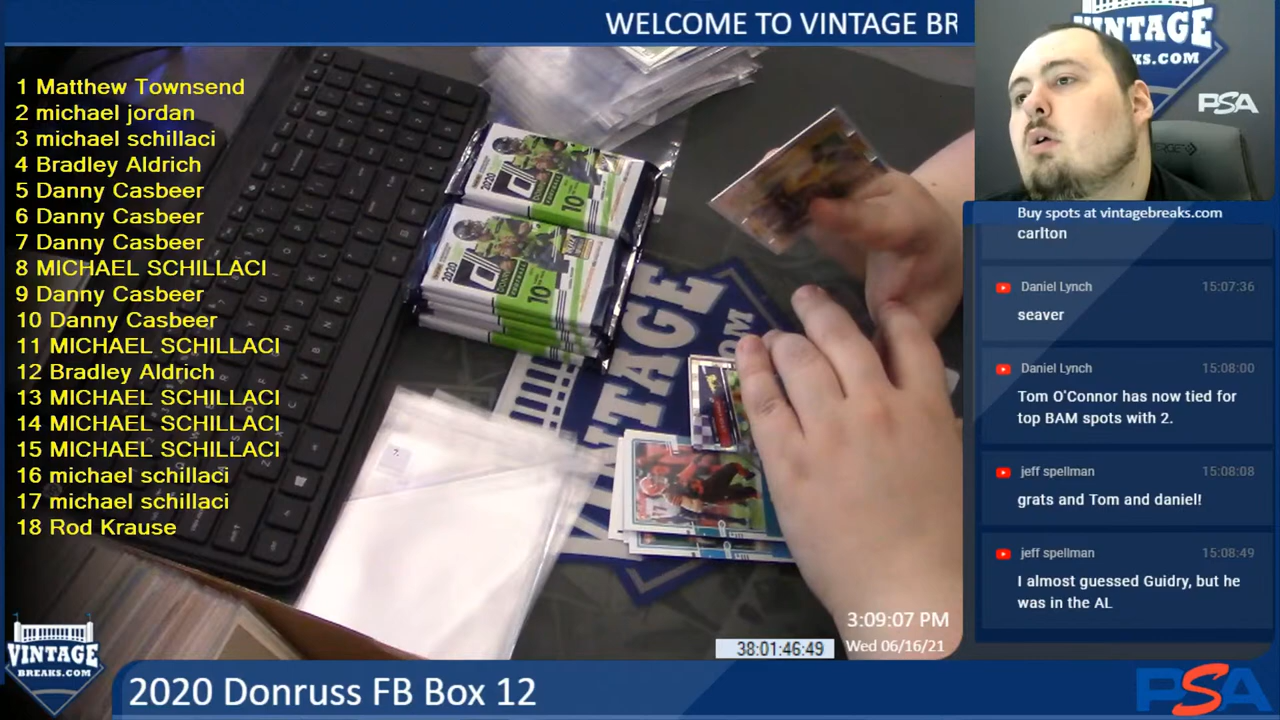 WELCOME TO VINTAGE BR
1 Matthew Townsend
2 michael jordan
3 michael schillaci
4 Bradley Aldrich
5 Danny Casbeer
6 Danny Casbeer
7 Danny Casbeer
8 MICHAEL SCHILLACI
9 Danny Casbeer
10 Danny Casbeer
11 MICHAEL SCHILLACI
12 Bradley Aldrich
13 MICHAEL SCHILLACI
14 MICHAEL SCHILLACI
15 MICHAEL SCHILLACI
16 michael schillaci
17 michael schillaci
18 Rod Krause
2020
10
2020
10
VINTAGE
VINTAGE
KS.COM
PSA
Buy spots at vintagebreaks.com
carlton
Daniel Lynch 15:07:36
seaver
Daniel Lynch 15:08:00
Tom O'Connor has now tied for
top BAM spots with 2.
jeff spellman 15:08:08
grats and Tom and daniel!
jeff spellman 15:08:49
I almost guessed Guidry, but he
was in the AL
3:09:07 PM
38:01:46:49 Wed 06/16/21
VINTAGE
BREAKS.COM
2020 Donruss FB Box 12
PSA